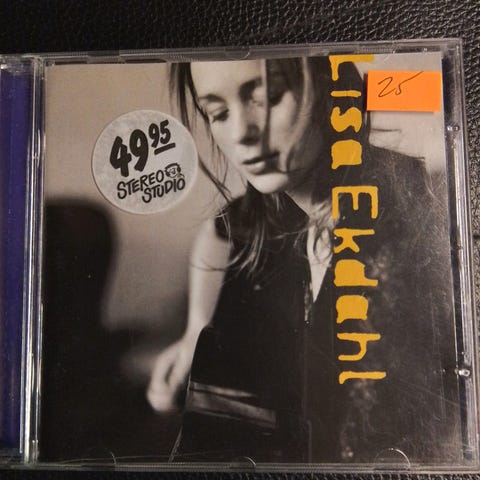 49 95
STEREO
STUDIO
25
Lisa Ekdahl